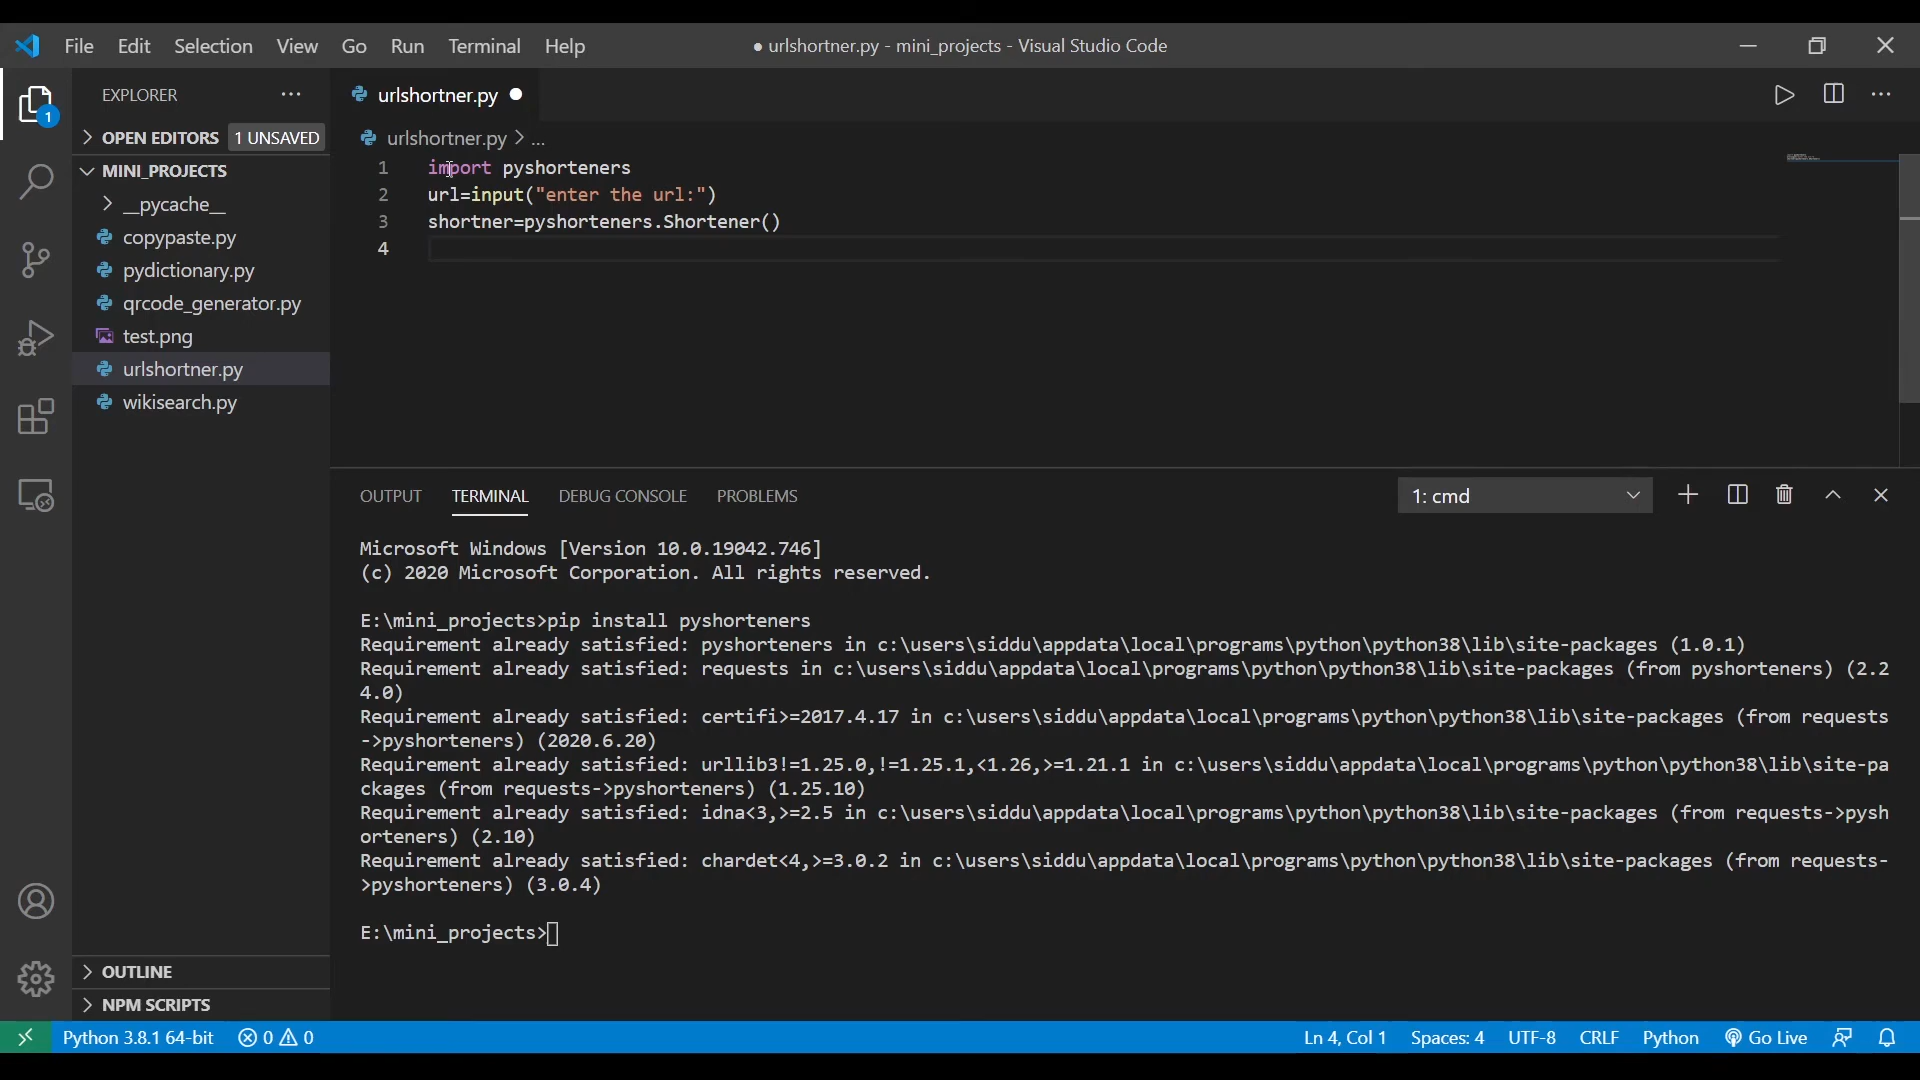 File Edit Selection View Go Run Terminal Help ● urlshortner.py - mini_projects - Visual Studio Code
EXPLORER ...
1
OPEN EDITORS 1 UNSAVED
MINI_PROJECTS
__pycache__
copypaste.py
pydictionary.py
qrcode_generator.py
test.png
urlshortner.py
wikisearch.py
OUTLINE
NPM SCRIPTS
urlshortner.py ●
urlshortner.py > ...
1 import pyshorteners
2 url=input("enter the url:")
3 shortner=pyshorteners.Shortener()
4
OUTPUT TERMINAL DEBUG CONSOLE PROBLEMS 1: cmd
Microsoft Windows [Version 10.0.19042.746]
(c) 2020 Microsoft Corporation. All rights reserved.
E:\mini_projects>pip install pyshorteners
Requirement already satisfied: pyshorteners in c:\users\siddu\appdata\local\programs\python\python38\lib\site-packages (1.0.1)
Requirement already satisfied: requests in c:\users\siddu\appdata\local\programs\python\python38\lib\site-packages (from pyshorteners) (2.2
4.0)
Requirement already satisfied: certifi>=2017.4.17 in c:\users\siddu\appdata\local\programs\python\python38\lib\site-packages (from requests
->pyshorteners) (2020.6.20)
Requirement already satisfied: urllib3!=1.25.0,!=1.25.1,<1.26,>=1.21.1 in c:\users\siddu\appdata\local\programs\python\python38\lib\site-pa
ckages (from requests->pyshorteners) (1.25.10)
Requirement already satisfied: idna<3,>=2.5 in c:\users\siddu\appdata\local\programs\python\python38\lib\site-packages (from requests->pysh
orteners) (2.10)
Requirement already satisfied: chardet<4,>=3.0.2 in c:\users\siddu\appdata\local\programs\python\python38\lib\site-packages (from requests-
>pyshorteners) (3.0.4)
E:\mini_projects>
Python 3.8.1 64-bit 0 0 Ln 4, Col 1 Spaces: 4 UTF-8 CRLF Python Go Live